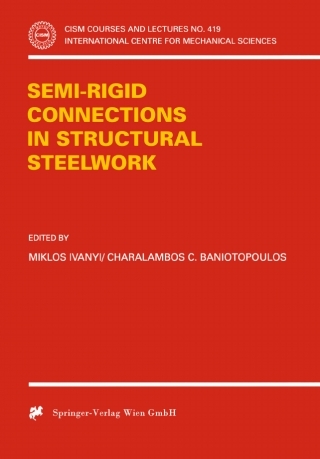 CISM COURSES AND LECTURES NO. 419
INTERNATIONAL CENTRE FOR MECHANICAL SCIENCES
CISM
SEMI-RIGID
CONNECTIONS
IN STRUCTURAL
STEELWORK
EDITED BY
MIKLOS IVANYI/ CHARALAMBOS C. BANIOTOPOULOS
Springer-Verlag Wien GmbH